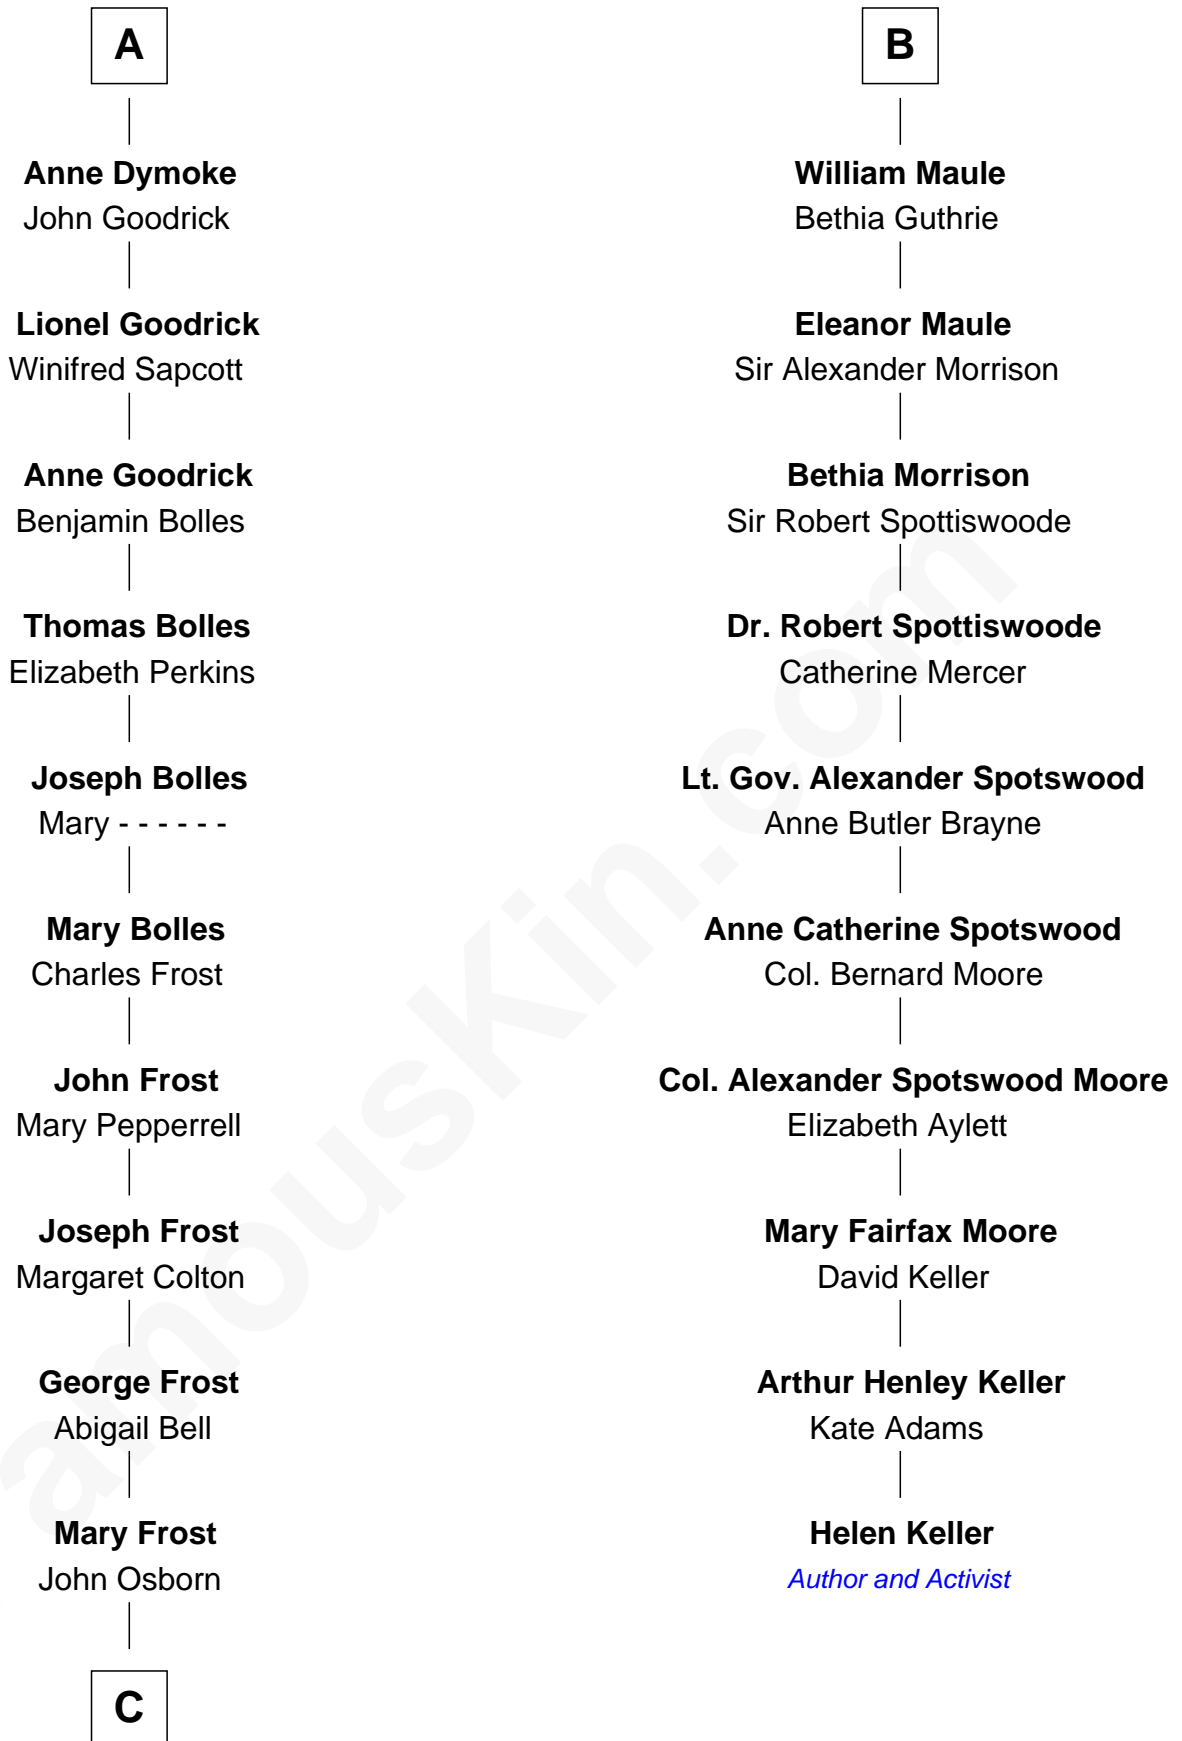 A
Anne Dymoke
John Goodrick
Lionel Goodrick
Winifred Sapcott
Anne Goodrick
Benjamin Bolles
Thomas Bolles
Elizabeth Perkins
Joseph Bolles
Mary - - - - - -
Mary Bolles
Charles Frost
John Frost
Mary Pepperrell
Joseph Frost
Margaret Colton
George Frost
Abigail Bell
Mary Frost
John Osborn
C
B
William Maule
Bethia Guthrie
Eleanor Maule
Sir Alexander Morrison
Bethia Morrison
Sir Robert Spottiswoode
Dr. Robert Spottiswoode
Catherine Mercer
Lt. Gov. Alexander Spotswood
Anne Butler Brayne
Anne Catherine Spotswood
Col. Bernard Moore
Col. Alexander Spotswood Moore
Elizabeth Aylett
Mary Fairfax Moore
David Keller
Arthur Henley Keller
Kate Adams
Helen Keller
Author and Activist
amousKin.com